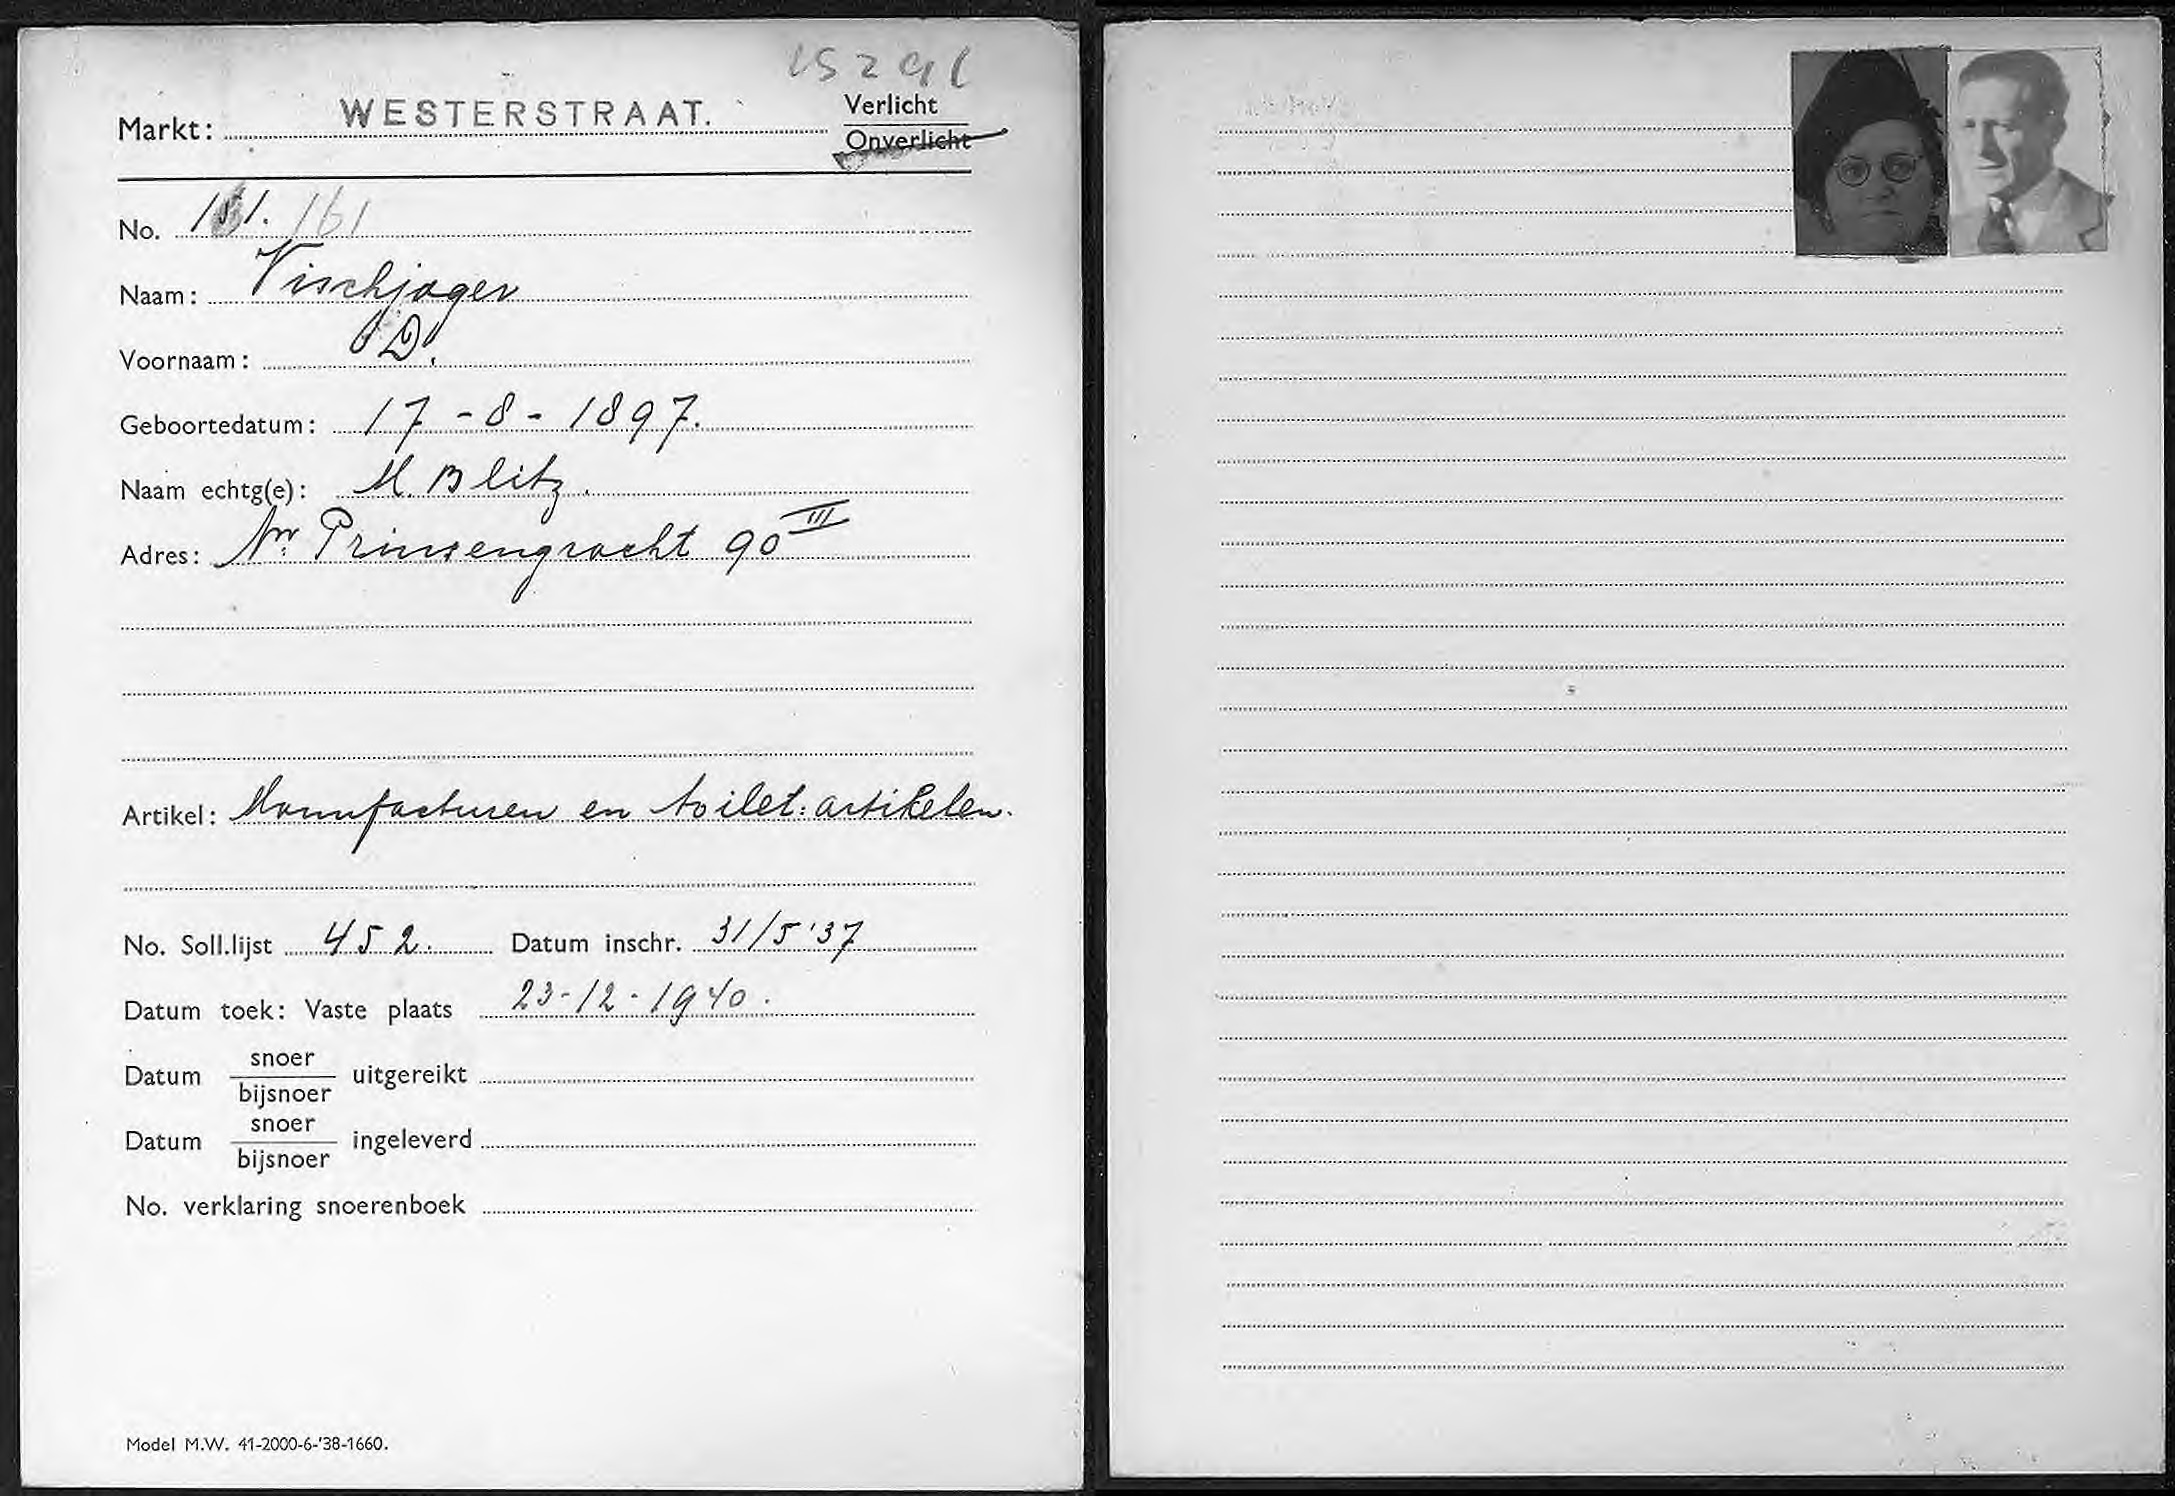 Markt: WESTERSTRAAT.
Verlicht
Onverlicht
No. 161
Naam: Vischjager
Voornaam: D.
Geboortedatum: 17-8-1897.
Naam echtg(e): M. Blitz.
Adres: Nw. Prinsengracht 90 III
Artikel: Manufacturen en toilet: artikelen.
No. Soll.lijst 452. Datum inschr. 31/5 '37
Datum toek: Vaste plaats 23-12-1940.
Datum snoer/bijsnoer uitgereikt
Datum snoer/bijsnoer ingeleverd
No. verklaring snoerenboek
Model M.W. 41-2000-6-'38-1660.